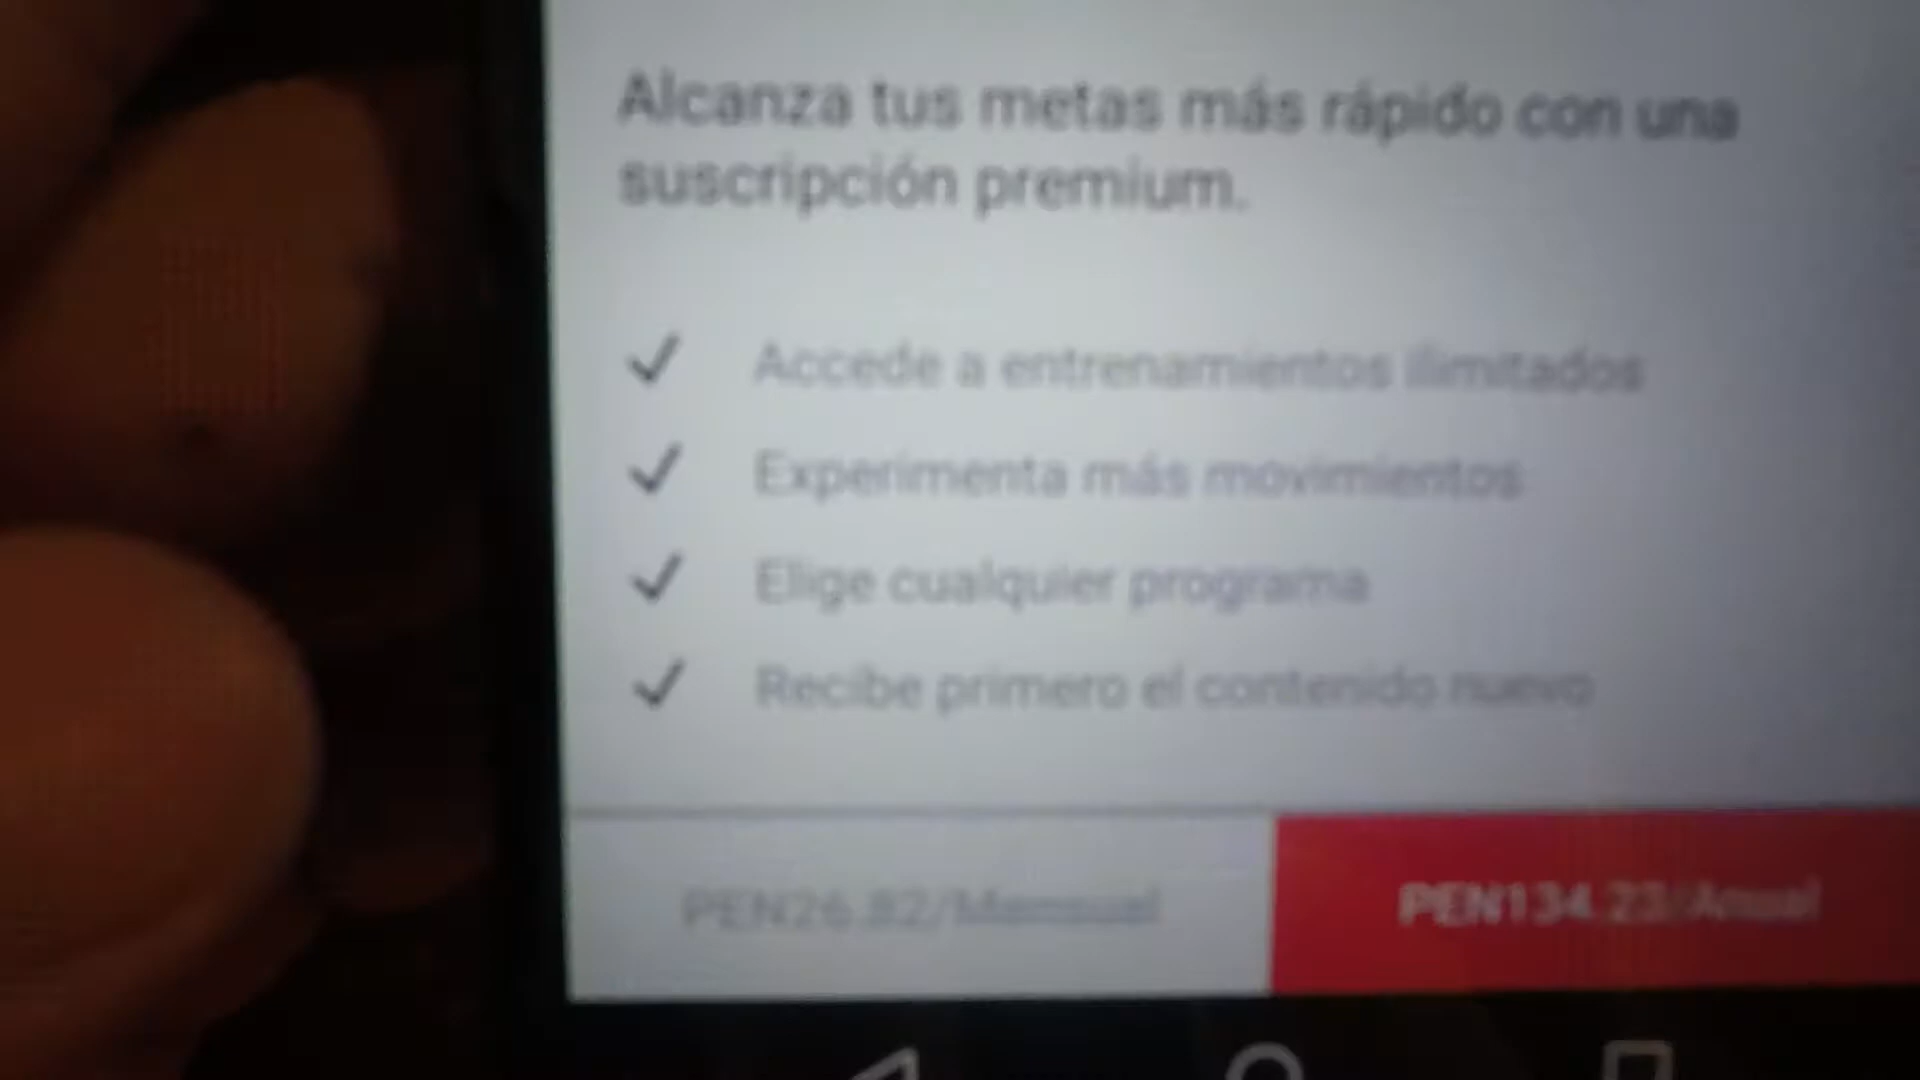 Alcanza tus metas más rápido con una
suscripción premium.
Accede a entrenamientos ilimitados
Experimenta más movimientos
Elige cualquier programa
Recibe primero el contenido nuevo
PEN26.82/Mensual
PEN134.23/Anual